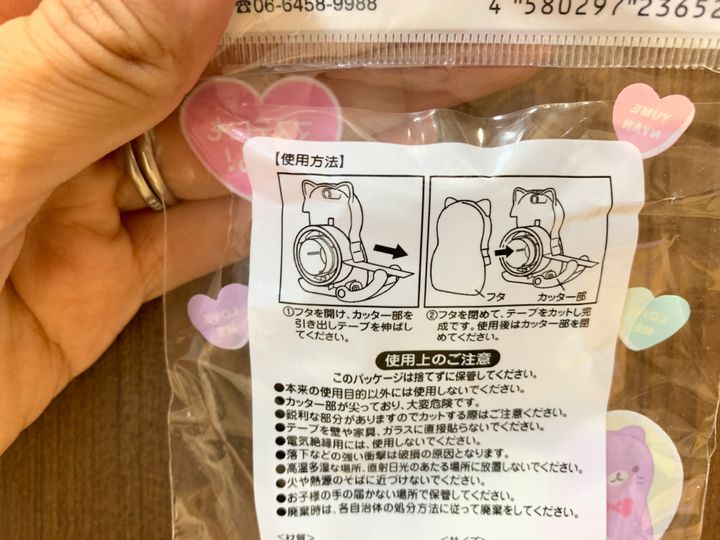 ☎06-6458-9988
4 580297 23652
YUME
NYAN
【使用方法】
フタ
カッター部
①フタを開け、カッター部を
引き出しテープを伸ばし
てください。
②フタを閉めて、テープをカットし完
成です。使用後はカッター部を閉
めてください。
LOVE
ME
LOVE
ME
使用上のご注意
このパッケージは捨てずに保管してください。
●本来の使用目的以外には使用しないでください。
●カッター部が尖っており、大変危険です。
●鋭利な部分がありますのでカットする際はご注意ください。
●テープを壁や家具、ガラスに直接貼らないでください。
●電気絶縁用には、使用しないでください。
●落下などの強い衝撃は破損の原因となります。
●高温多湿な場所、直射日光のあたる場所に放置しないでください。
●火や熱源のそばに近づけないでください。
●お子様の手の届かない場所で保管してください。
●廃棄時は、各自治体の処分方法に従って廃棄をしてください。
<材質>
<サイズ>